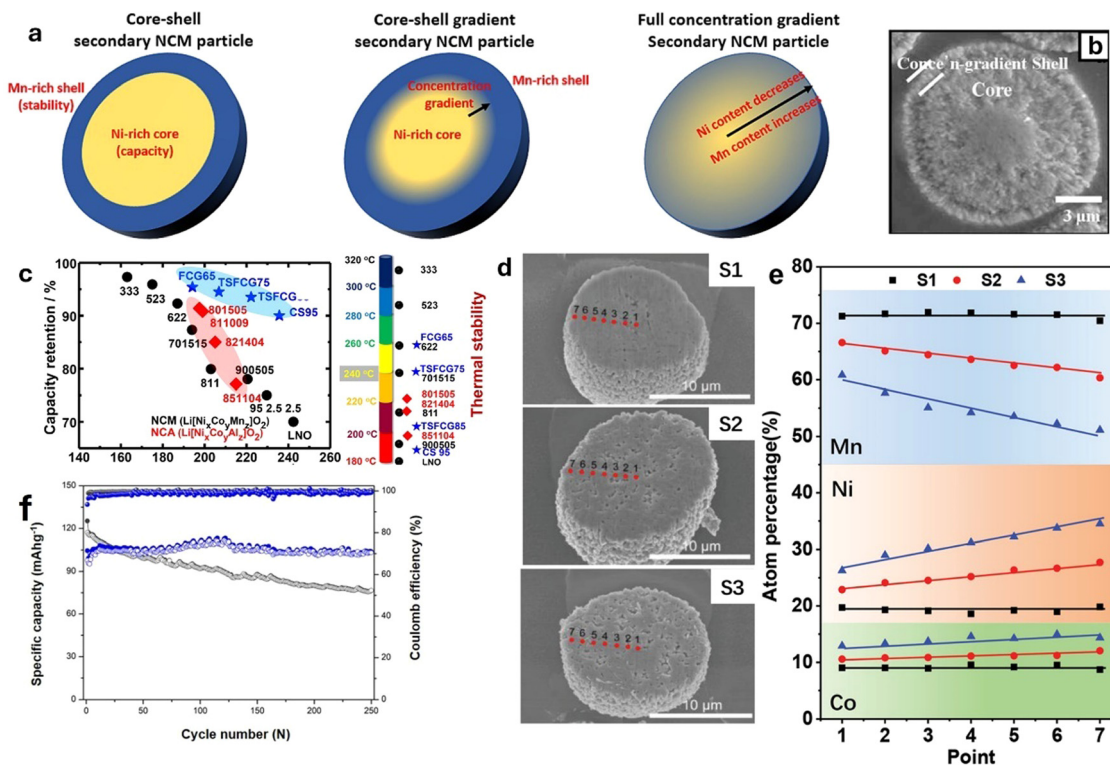 a
Core-shell
secondary NCM particle
Mn-rich shell
(stability)
Ni-rich core
(capacity)
Core-shell gradient
secondary NCM particle
Concentration
gradient
Mn-rich shell
Ni-rich core
Full concentration gradient
Secondary NCM particle
Ni content decreases
Mn content increases
b
Conce'n-gradient Shell
Core
3 μm
c
Capacity retention / %
100
90
80
70
140 160 180 200 220 240 260
FCG65
TSFCG75
TSFCG
CS95
333
523
622
701515
811
801505
811009
821404
851104
900505
95 2.5 2.5
LNO
NCM (Li[NixCoyMnz]O2)
NCA (Li[NixCoyAlz]O2)
320 °C
300 °C
280 °C
260 °C
240 °C
220 °C
200 °C
180 °C
333
523
FCG65
622
TSFCG75
701515
801505
821404
811
TSFCG85
851104
900505
CS 95
LNO
Thermal stability
d
S1
7 6 5 4 3 2 1
10 μm
S2
7 6 5 4 3 2 1
10 μm
S3
7 6 5 4 3 2 1
10 μm
e
S1 S2 S3
Atom percentage(%)
80
70
60
50
40
30
20
10
0
Mn
Ni
Co
1 2 3 4 5 6 7
Point
f
Specific capacity (mAhg-1)
150
120
90
60
30
0
Coulomb efficiency (%)
100
80
60
40
20
0
0 50 100 150 200 250
Cycle number (N)